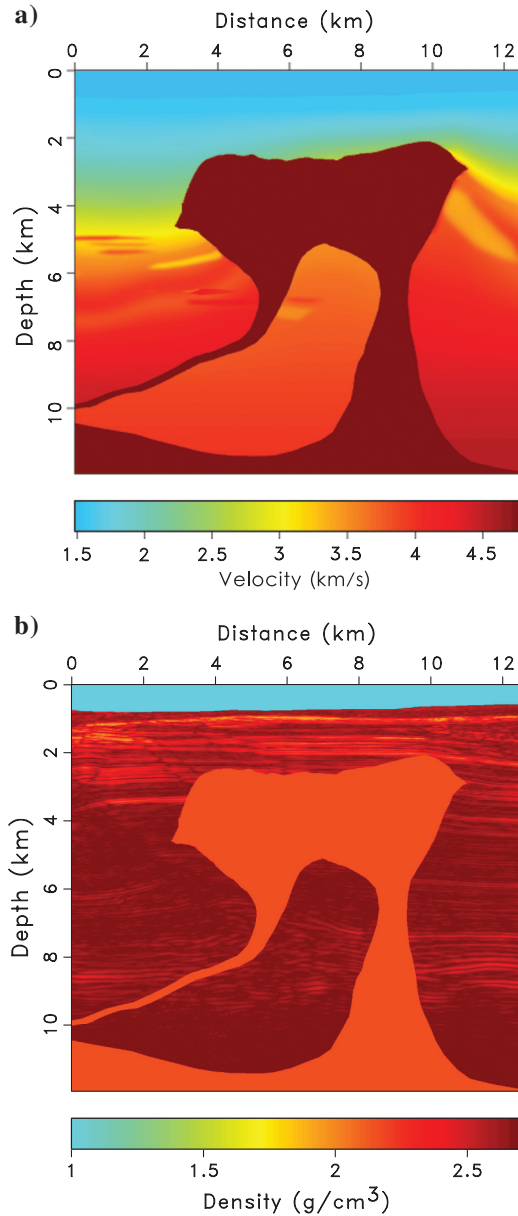 a)
Distance (km)
0 2 4 6 8 10 12
0
2
4
6
8
10
Depth (km)
1.5 2 2.5 3 3.5 4 4.5
Velocity (km/s)
b)
Distance (km)
0 2 4 6 8 10 12
0
2
4
6
8
10
Depth (km)
1 1.5 2 2.5
Density (g/cm³)